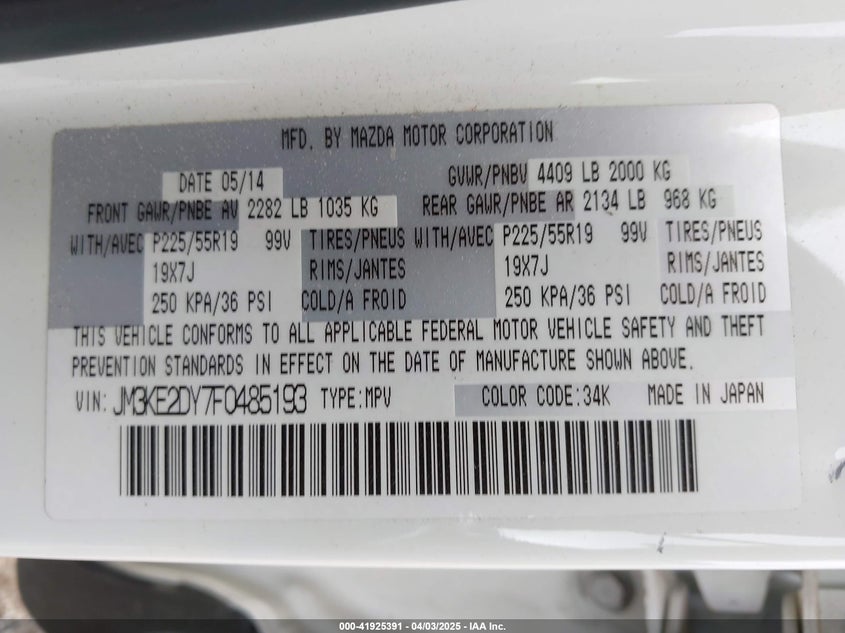 MFD. BY MAZDA MOTOR CORPORATION
DATE 05/14 GVWR/PNBV 4409 LB 2000 KG
FRONT GAWR/PNBE AV 2282 LB 1035 KG REAR GAWR/PNBE AR 2134 LB 968 KG
WITH/AVEC P225/55R19 99V TIRES/PNEUS WITH/AVEC P225/55R19 99V TIRES/PNEUS
19X7J RIMS/JANTES 19X7J RIMS/JANTES
250 KPA/36 PSI COLD/A FROID 250 KPA/36 PSI COLD/A FROID
THIS VEHICLE CONFORMS TO ALL APPLICABLE FEDERAL MOTOR VEHICLE SAFETY AND THEFT
PREVENTION STANDARDS IN EFFECT ON THE DATE OF MANUFACTURE SHOWN ABOVE.
VIN: JM3KE2DY7F0485193 TYPE:MPV COLOR CODE:34K MADE IN JAPAN
000-41925391 - 04/03/2025 - IAA Inc.